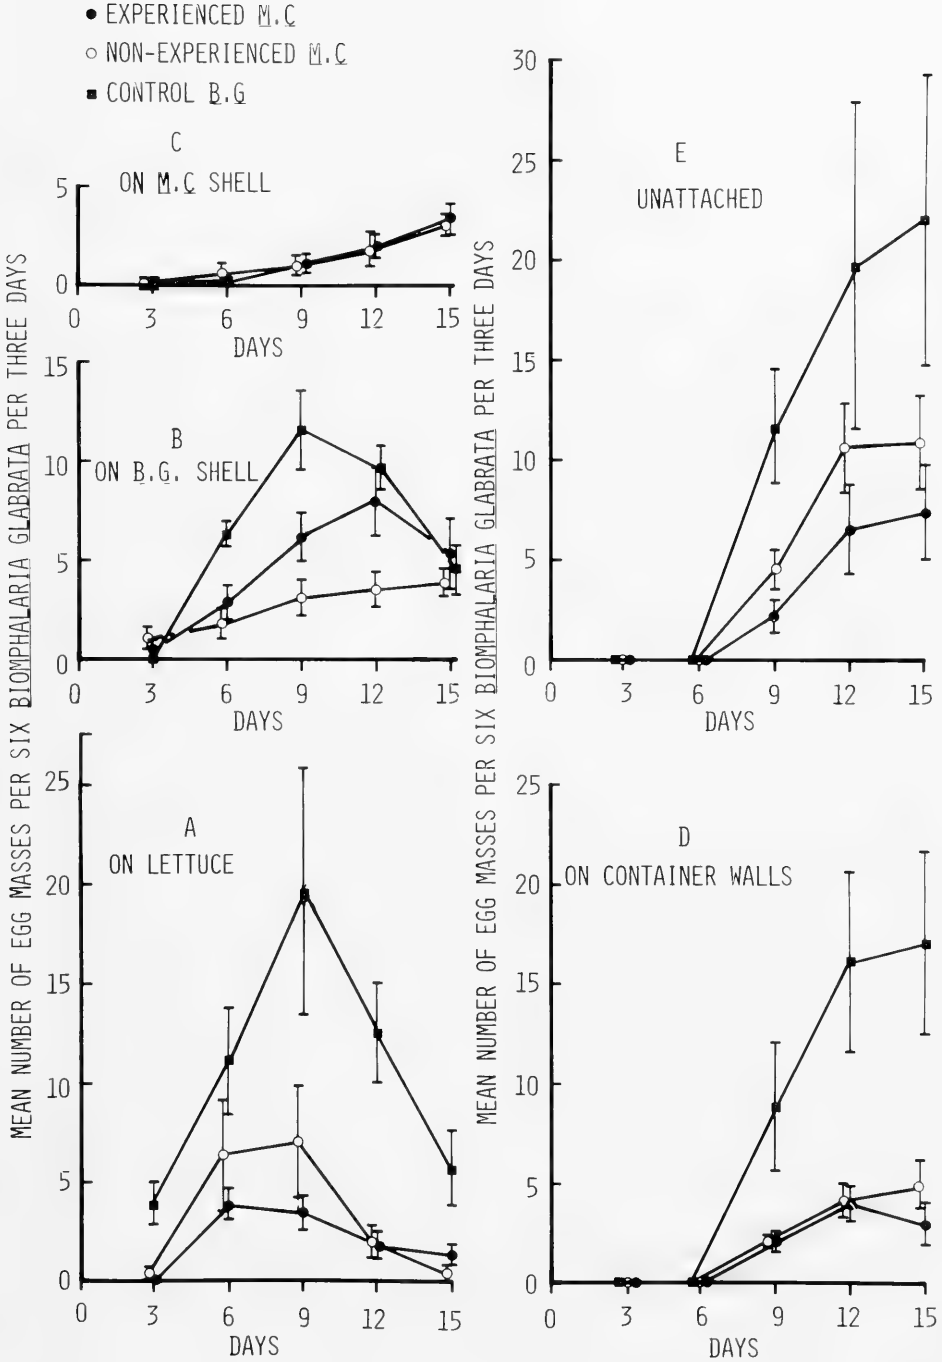 ● EXPERIENCED M.C
○ NON-EXPERIENCED M.C
■ CONTROL B.G
C
ON M.C SHELL
5
0
0 3 6 9 12 15
DAYS
B
ON B.G. SHELL
15
10
5
0
0 3 6 9 12 15
DAYS
A
ON LETTUCE
25
20
15
10
5
0
0 3 6 9 12 15
DAYS
MEAN NUMBER OF EGG MASSES PER SIX BIOMPHALARIA GLABRATA PER THREE DAYS
E
UNATTACHED
30
25
20
15
10
5
0
0 3 6 9 12 15
DAYS
D
ON CONTAINER WALLS
25
20
15
10
5
0
0 3 6 9 12 15
DAYS
MEAN NUMBER OF EGG MASSES PER SIX BIOMPHALARIA GLABRATA PER THREE DAYS